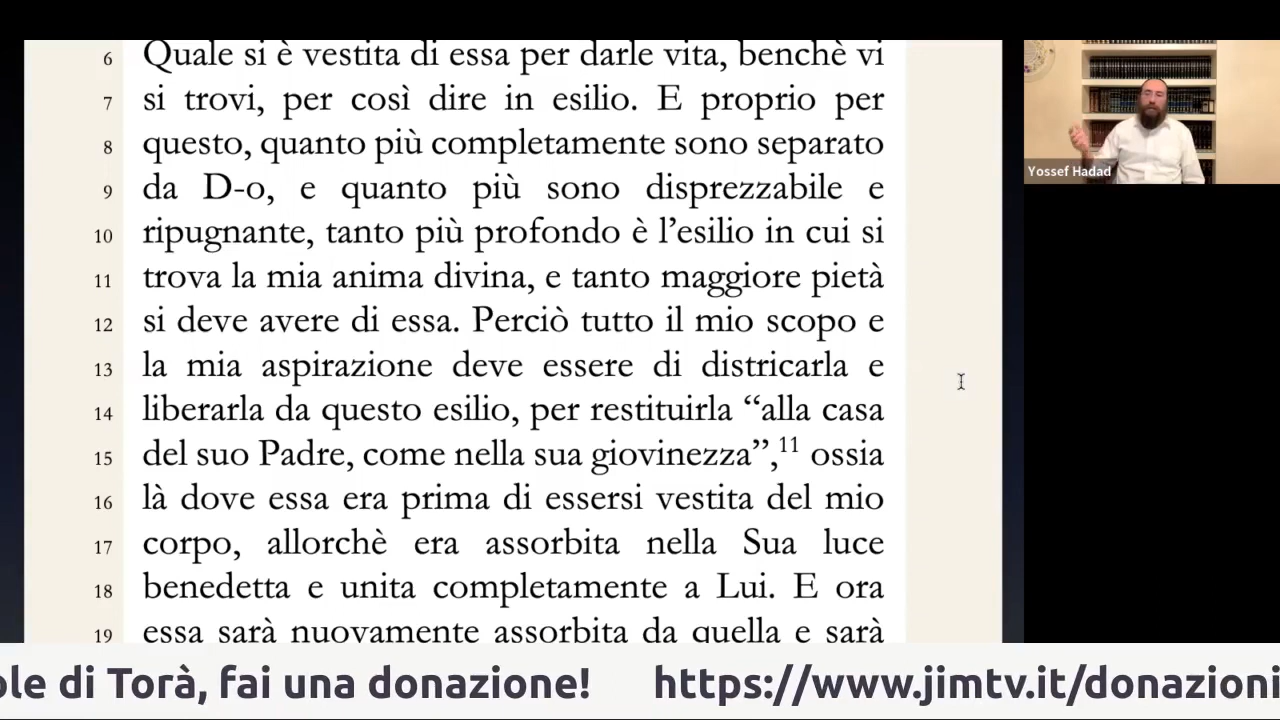 6 Quale si è vestita di essa per darle vita, benchè vi
7 si trovi, per così dire in esilio. E proprio per
8 questo, quanto più completamente sono separato
9 da D-o, e quanto più sono disprezzabile e
10 ripugnante, tanto più profondo è l’esilio in cui si
11 trova la mia anima divina, e tanto maggiore pietà
12 si deve avere di essa. Perciò tutto il mio scopo e
13 la mia aspirazione deve essere di districarla e
14 liberarla da questo esilio, per restituirla “alla casa
15 del suo Padre, come nella sua giovinezza”,11 ossia
16 là dove essa era prima di essersi vestita del mio
17 corpo, allorchè era assorbita nella Sua luce
18 benedetta e unita completamente a Lui. E ora
19 essa sarà nuovamente assorbita da quella e sarà
Yossef Hadad
ole di Torà, fai una donazione! https://www.jimtv.it/donazioni